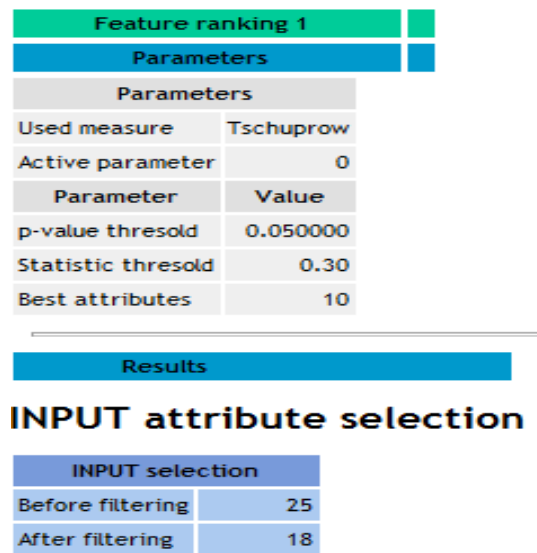 Feature ranking 1
Parameters
Parameters
Used measure Tschuprow
Active parameter 0
Parameter Value
p-value thresold 0.050000
Statistic thresold 0.30
Best attributes 10
Results
INPUT attribute selection
INPUT selection
Before filtering 25
After filtering 18